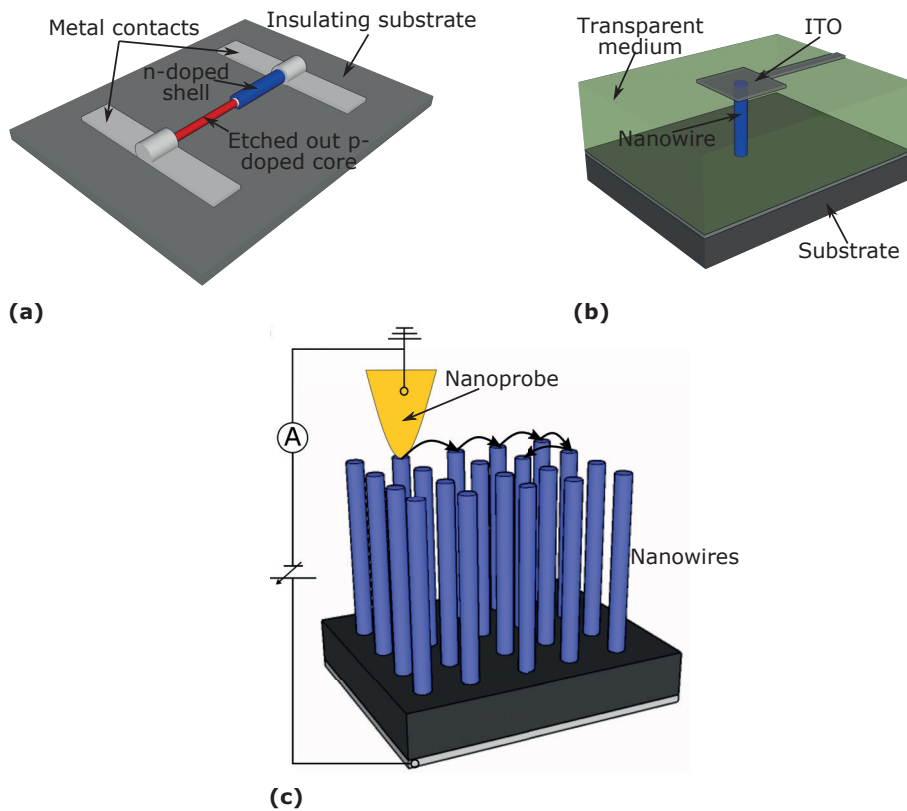 Metal contacts
Insulating substrate
n-doped
shell
Etched out p-
doped core
(a)
Transparent
medium
ITO
Nanowire
Substrate
(b)
Nanoprobe
A
Nanowires
(c)